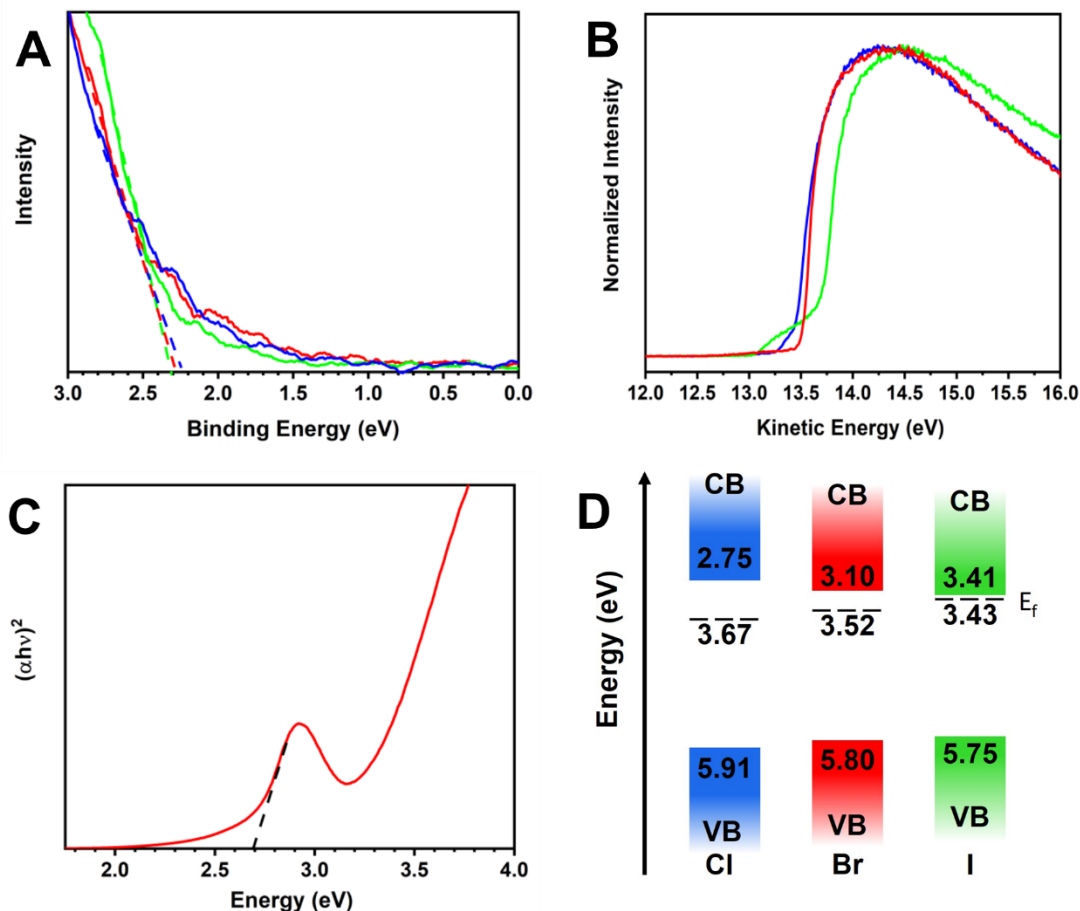 A
Intensity
3.0 2.5 2.0 1.5 1.0 0.5 0.0
Binding Energy (eV)
B
Normalized Intensity
12.0 12.5 13.0 13.5 14.0 14.5 15.0 15.5 16.0
Kinetic Energy (eV)
C
(αhν)²
2.0 2.5 3.0 3.5 4.0
Energy (eV)
D
Energy (eV)
CB CB CB
2.75 3.10 3.41
3.67 3.52 3.43 Ef
5.91 5.80 5.75
VB VB VB
Cl Br I